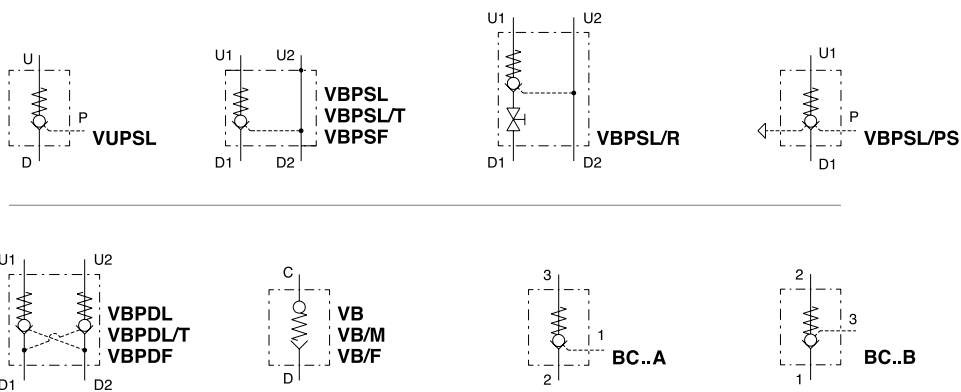 U
P
D
VUPSL
U1 U2
D1 D2
VBPSL
VBPSL/T
VBPSF
U1 U2
D1 D2
VBPSL/R
U1
P
D1
VBPSL/PS
U1 U2
D1 D2
VBPDL
VBPDL/T
VBPDF
C
D
VB
VB/M
VB/F
3
1
2
BC..A
2
3
1
BC..B